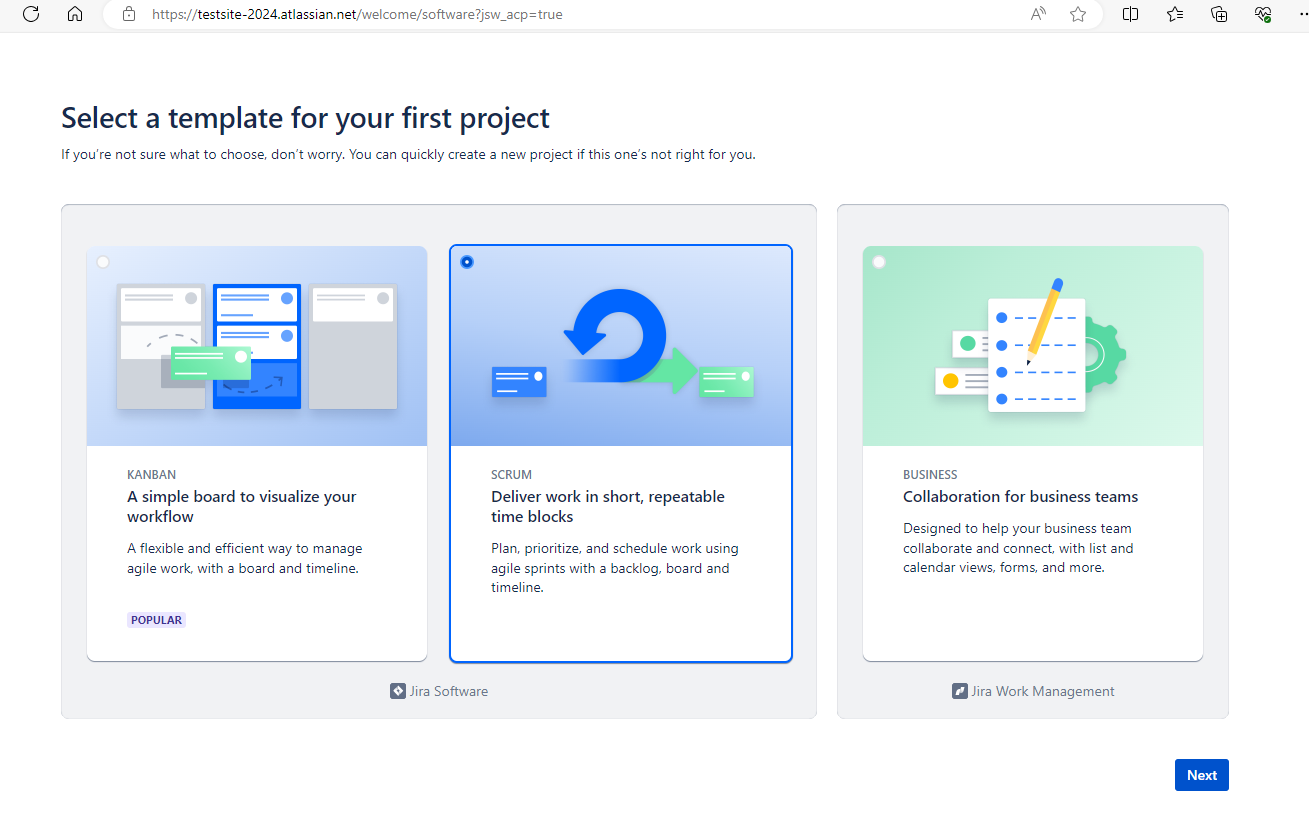 https://testsite-2024.atlassian.net/welcome/software?jsw_acp=true
Select a template for your first project
If you're not sure what to choose, don't worry. You can quickly create a new project if this one's not right for you.
KANBAN
A simple board to visualize your
workflow
A flexible and efficient way to manage
agile work, with a board and timeline.
POPULAR
SCRUM
Deliver work in short, repeatable
time blocks
Plan, prioritize, and schedule work using
agile sprints with a backlog, board and
timeline.
Jira Software
BUSINESS
Collaboration for business teams
Designed to help your business team
collaborate and connect, with list and
calendar views, forms, and more.
Jira Work Management
Next